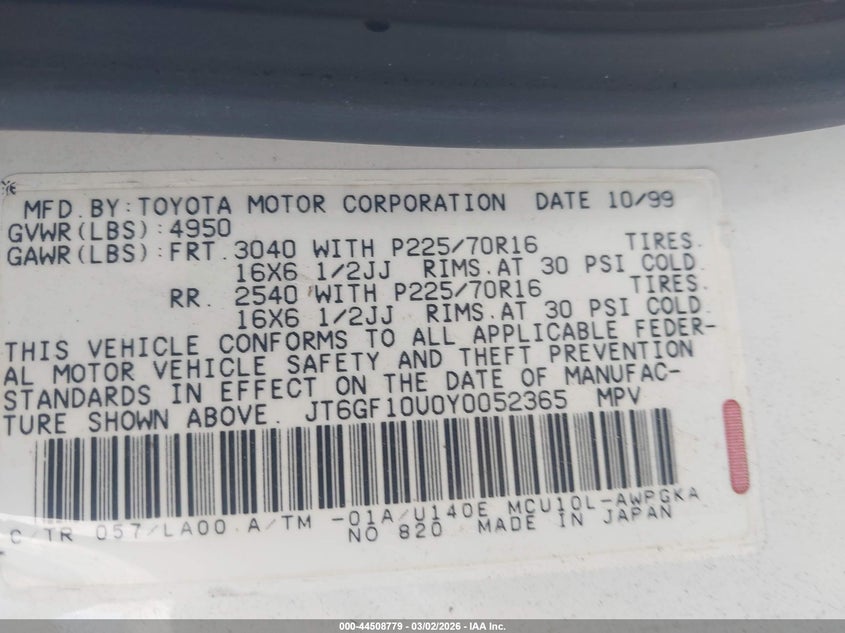 MFD. BY: TOYOTA MOTOR CORPORATION DATE 10/99
GVWR(LBS):4950
GAWR(LBS):FRT. 3040 WITH P225/70R16 TIRES.
16X6 1/2JJ RIMS.AT 30 PSI COLD.
RR. 2540 WITH P225/70R16 TIRES.
16X6 1/2JJ RIMS.AT 30 PSI COLD.
THIS VEHICLE CONFORMS TO ALL APPLICABLE FEDER-
AL MOTOR VEHICLE SAFETY AND THEFT PREVENTION
STANDARDS IN EFFECT ON THE DATE OF MANUFAC-
TURE SHOWN ABOVE. JT6GF10U0Y0052365 MPV
C/TR 057/LA00 A/TM -01A/U140E MCU10L-AWPGKA
NO 820 MADE IN JAPAN
000-44508779 — 03/02/2026 — IAA Inc.